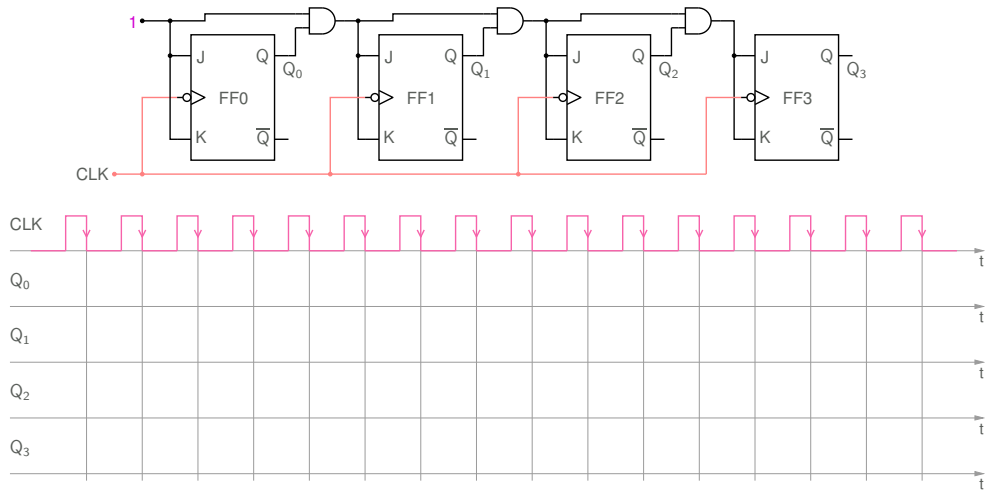 1
J Q Q₀ J Q Q₁ J Q Q₂ J Q Q₃
FF0 FF1 FF2 FF3
K Q̅ K Q̅ K Q̅ K Q̅
CLK
CLK
t
Q₀
t
Q₁
t
Q₂
t
Q₃
t